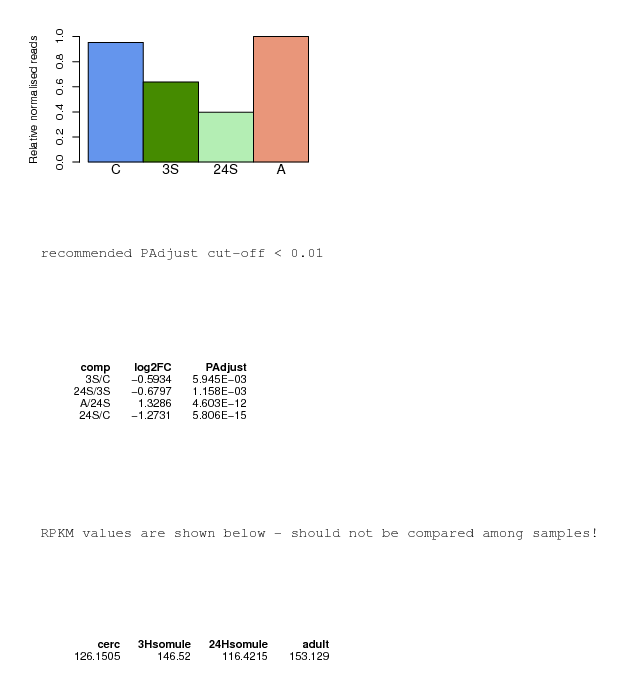 Relative normalised reads
1.0
0.8
0.6
0.4
0.2
0.0
C 3S 24S A
recommended PAdjust cut-off < 0.01
comp log2FC PAdjust
3S/C −0.5934 5.945E−03
24S/3S −0.6797 1.158E−03
A/24S 1.3286 4.603E−12
24S/C −1.2731 5.806E−15
RPKM values are shown below - should not be compared among samples!
cerc 3Hsomule 24Hsomule adult
126.1505 146.52 116.4215 153.129